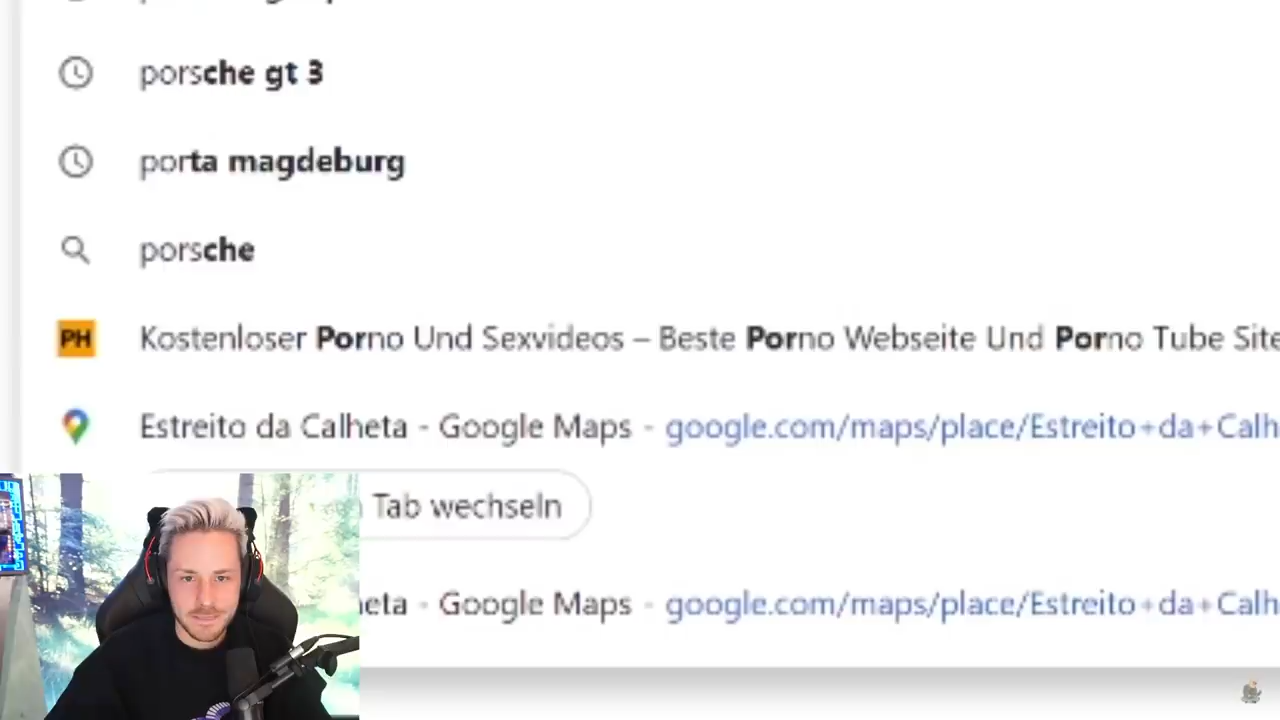 porsche gt 3
porta magdeburg
porsche
PH Kostenloser Porno Und Sexvideos – Beste Porno Webseite Und Porno Tube Site
Estreito da Calheta - Google Maps - google.com/maps/place/Estreito+da+Calh
Tab wechseln
heta - Google Maps - google.com/maps/place/Estreito+da+Calh